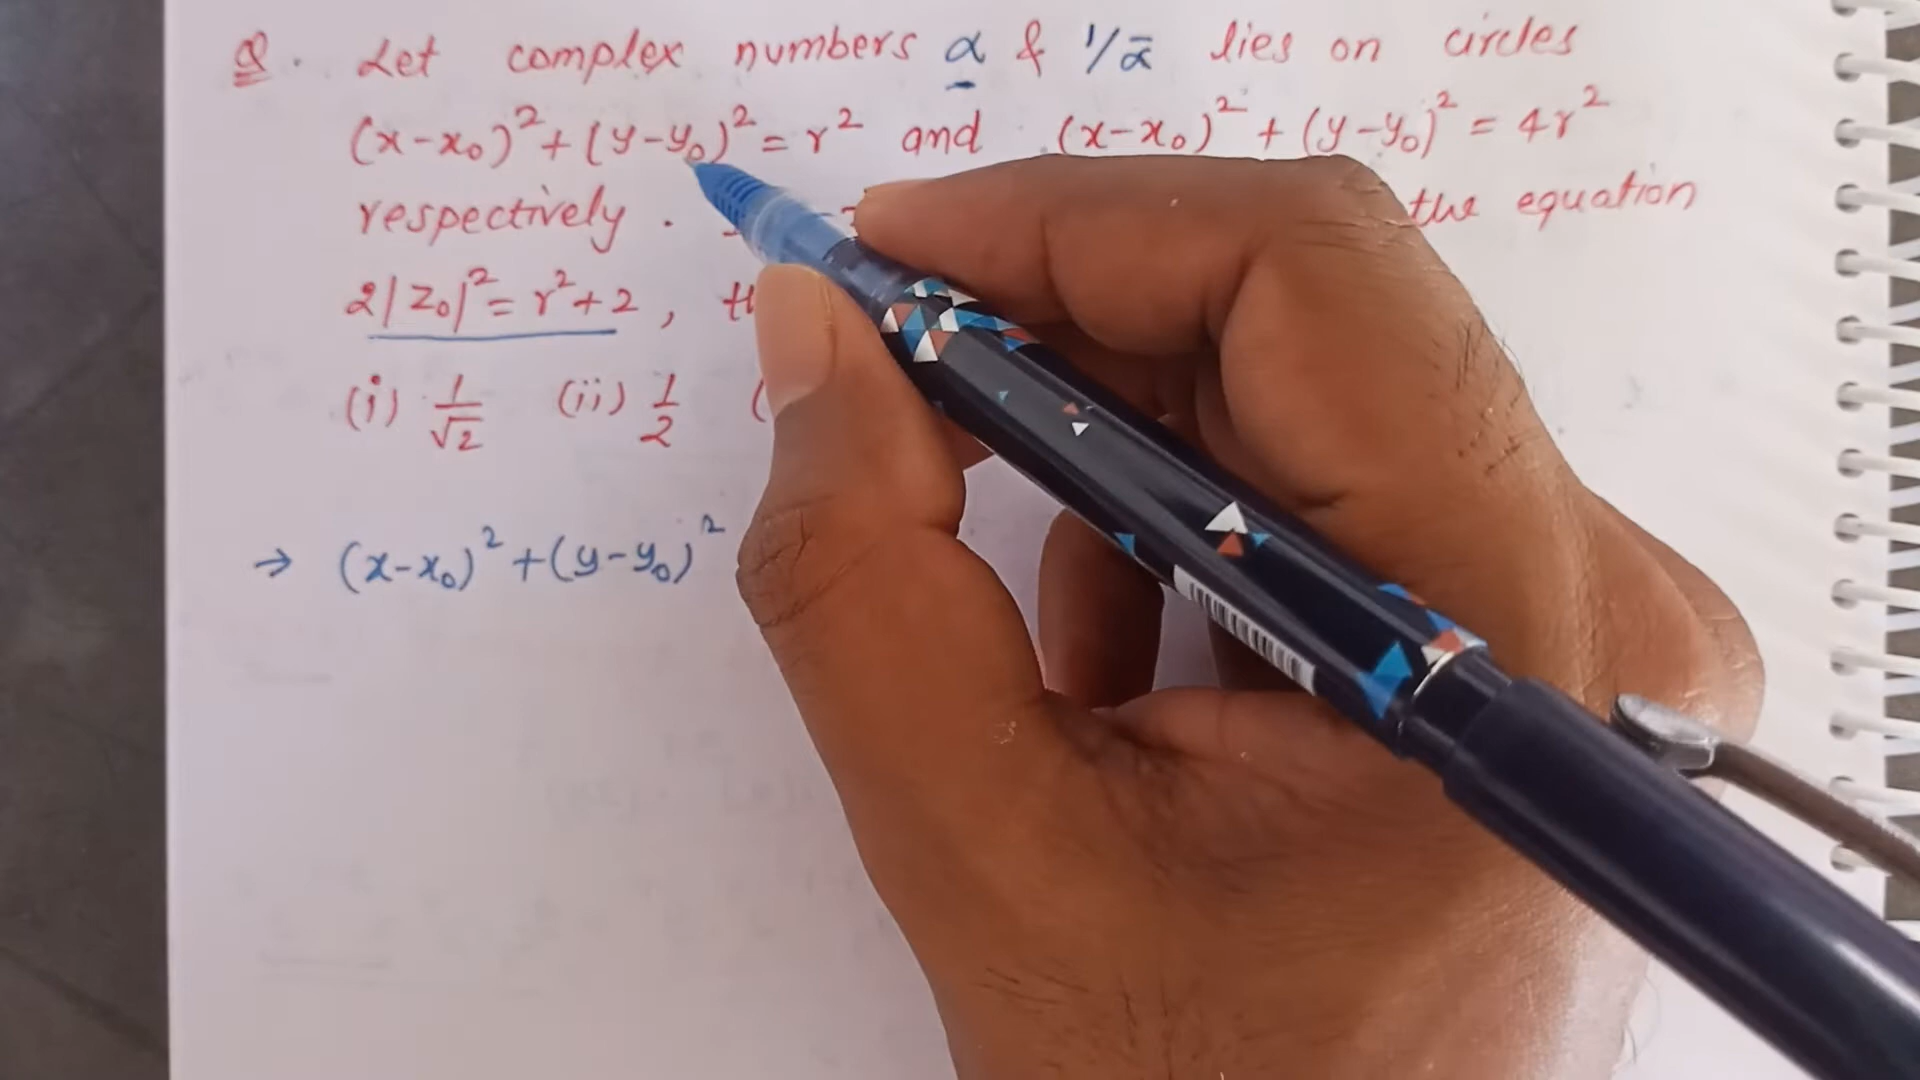 Q. Let complex numbers α & 1/ᾱ lies on circles
(x-x₀)²+(y-y₀)²=r² and (x-x₀)²+(y-y₀)²=4r²
respectively. the equation
2|z₀|²=r²+2,
(i) 1/√2 (ii) 1/2 (
→ (x-x₀)²+(y-y₀)²